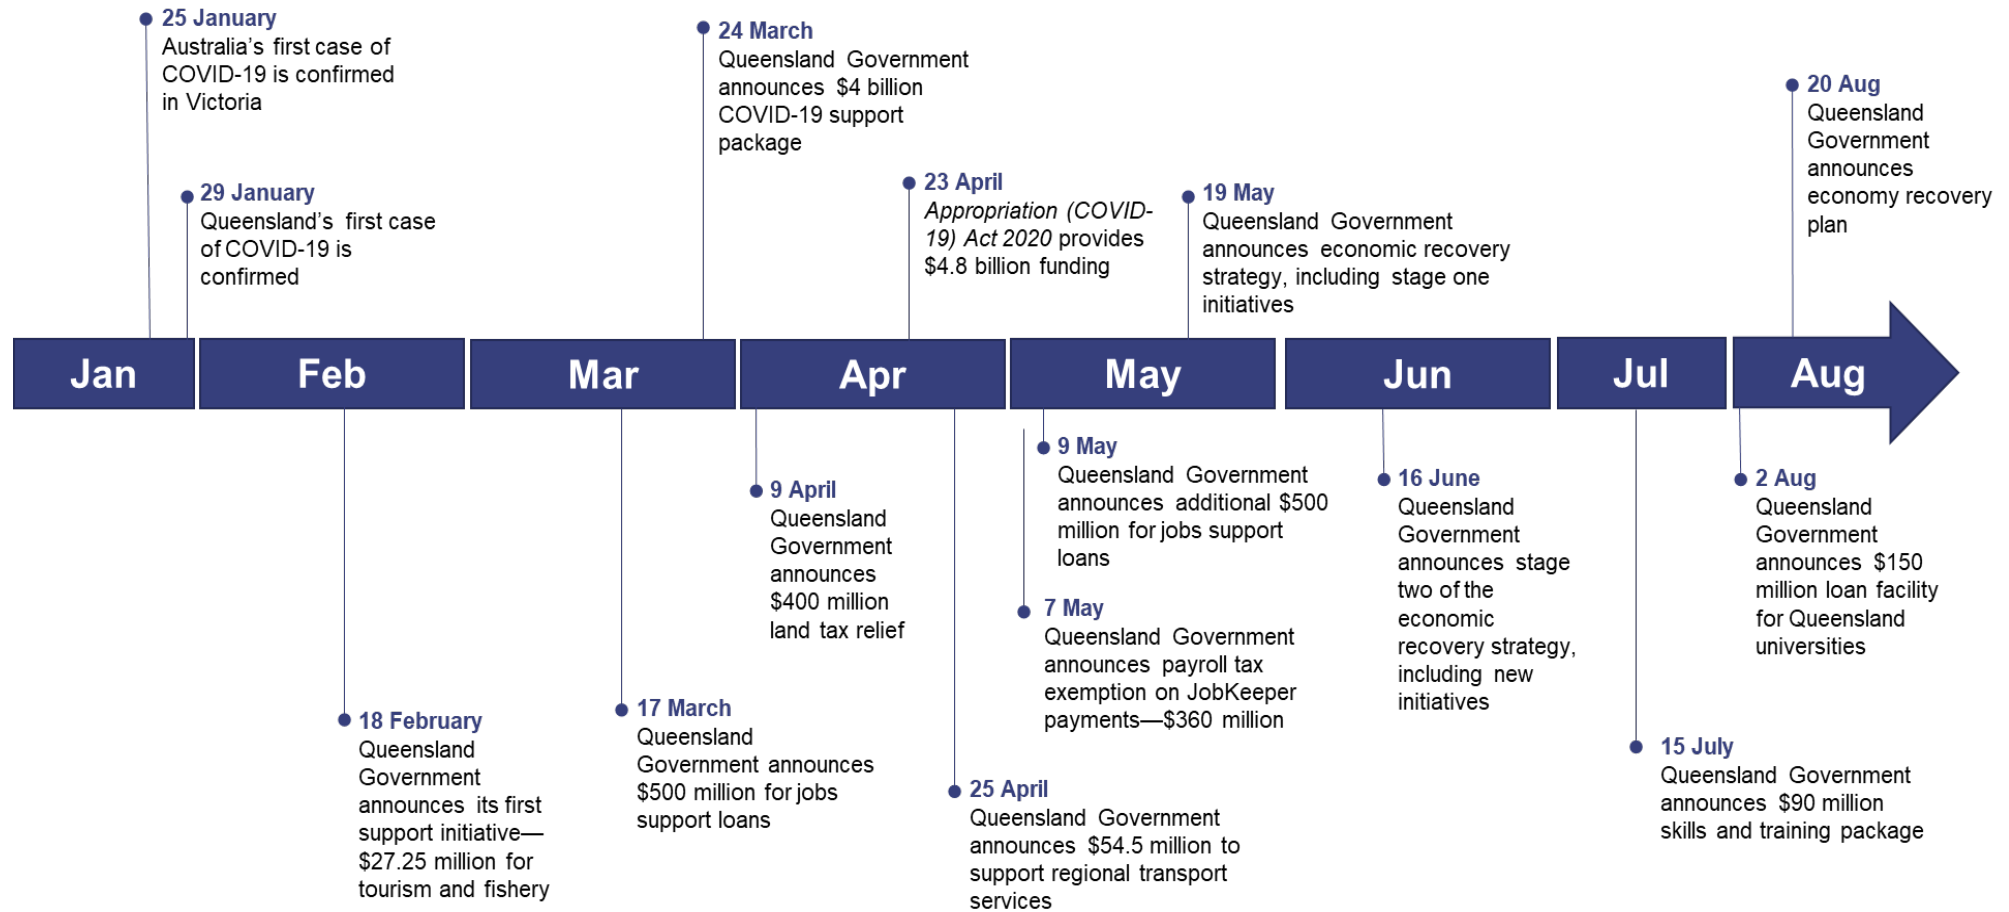 25 January
Australia's first case of
COVID-19 is confirmed
in Victoria
29 January
Queensland's first case
of COVID-19 is
confirmed
24 March
Queensland Government
announces $4 billion
COVID-19 support
package
23 April
Appropriation (COVID-
19) Act 2020 provides
$4.8 billion funding
19 May
Queensland Government
announces economic recovery
strategy, including stage one
initiatives
20 Aug
Queensland
Government
announces
economy recovery
plan
Jan
Feb
Mar
Apr
May
Jun
Jul
Aug
18 February
Queensland
Government
announces its first
support initiative—
$27.25 million for
tourism and fishery
17 March
Queensland
Government announces
$500 million for jobs
support loans
9 April
Queensland
Government
announces
$400 million
land tax relief
25 April
Queensland Government
announces $54.5 million to
support regional transport
services
9 May
Queensland Government
announces additional $500
million for jobs support
loans
7 May
Queensland Government
announces payroll tax
exemption on JobKeeper
payments—$360 million
16 June
Queensland
Government
announces stage
two of the
economic
recovery strategy,
including new
initiatives
15 July
Queensland Government
announces $90 million
skills and training package
2 Aug
Queensland
Government
announces $150
million loan facility
for Queensland
universities